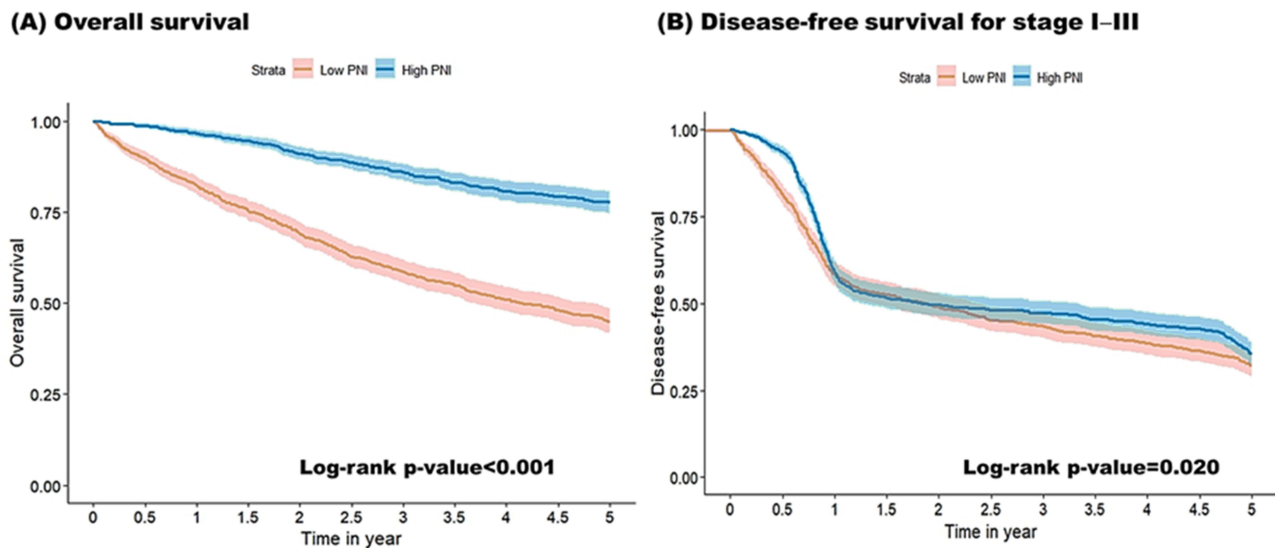 (A) Overall survival
Strata Low PNI High PNI
Overall survival
1.00
0.75
0.50
0.25
0.00
Log-rank p-value<0.001
0 0.5 1 1.5 2 2.5 3 3.5 4 4.5 5
Time in year
(B) Disease-free survival for stage I–III
Strata Low PNI High PNI
Disease-free survival
1.00
0.75
0.50
0.25
0.00
Log-rank p-value=0.020
0 0.5 1 1.5 2 2.5 3 3.5 4 4.5 5
Time in year